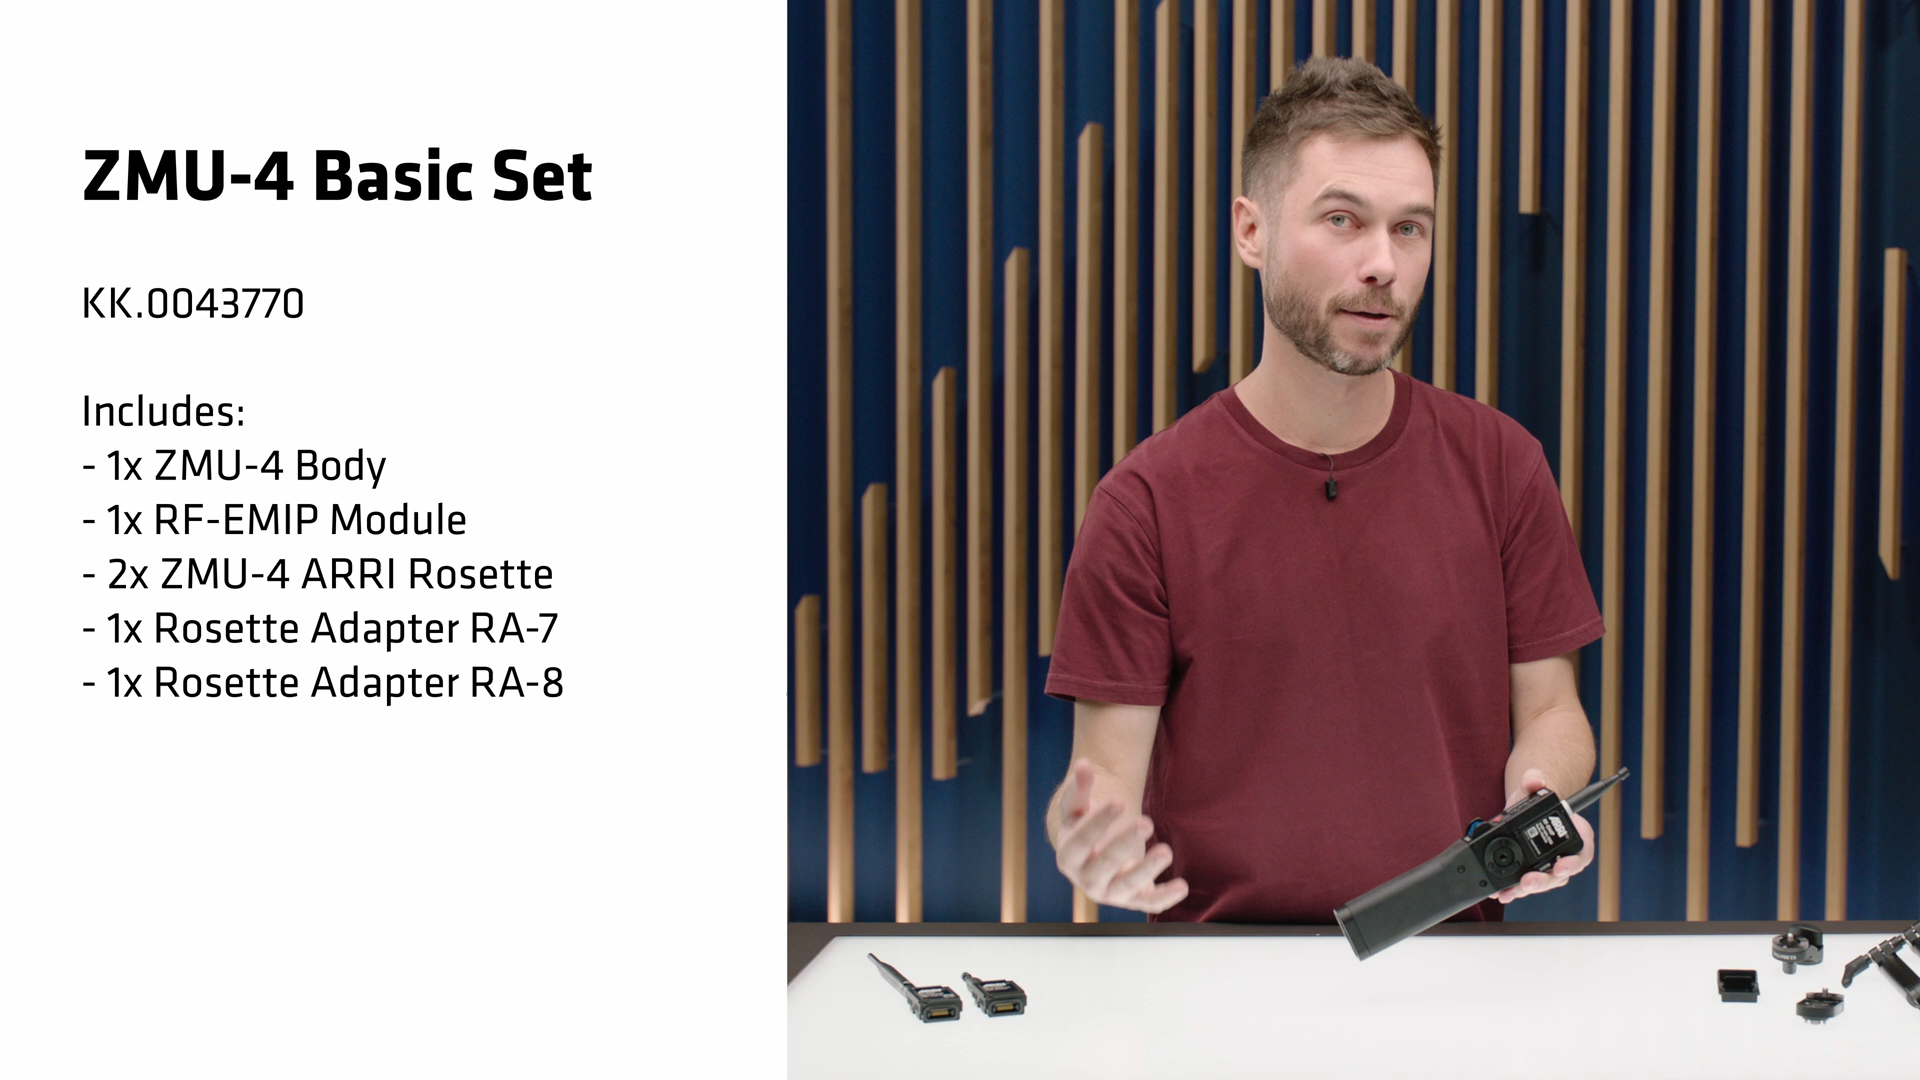 ZMU-4 Basic Set
KK.0043770
Includes:
- 1x ZMU-4 Body
- 1x RF-EMIP Module
- 2x ZMU-4 ARRI Rosette
- 1x Rosette Adapter RA-7
- 1x Rosette Adapter RA-8
ARRI